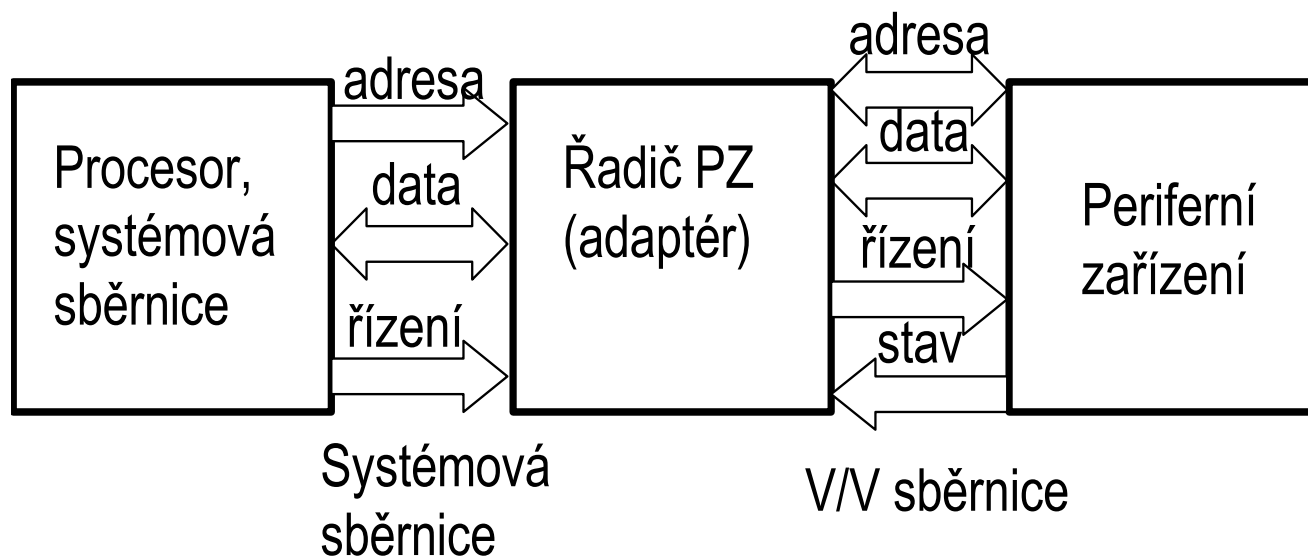 Procesor,
systémová
sběrnice
adresa
data
řízení
Systémová
sběrnice
Řadič PZ
(adaptér)
adresa
data
řízení
stav
V/V sběrnice
Periferní
zařízení